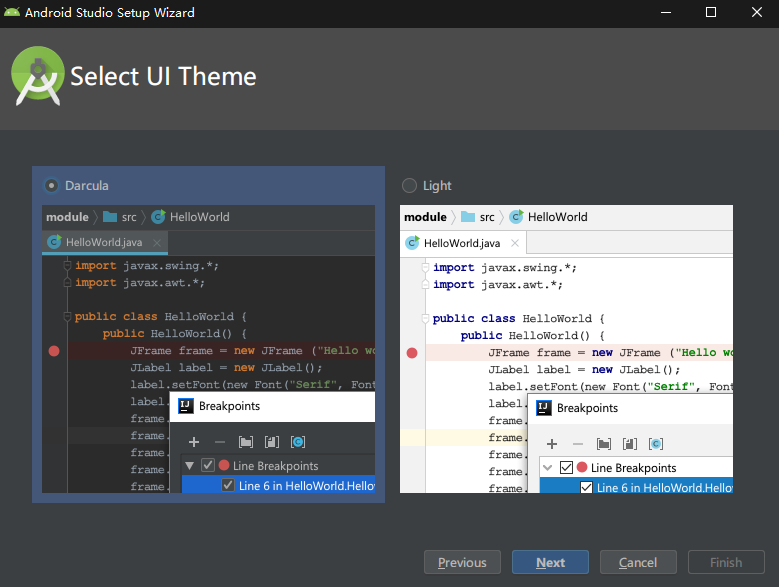 Android Studio Setup Wizard
Select UI Theme
Darcula
module src HelloWorld
HelloWorld.java
import javax.swing.*;
import javax.awt.*;
public class HelloWorld {
public HelloWorld() {
JFrame frame = new JFrame ("Hello wo
JLabel label = new JLabel();
label.setFont(new Font("Serif", Font
label.
frame.
frame.
frame.
frame.
frame.
Breakpoints
Line Breakpoints
Line 6 in HelloWorld.Hello
Light
module src HelloWorld
HelloWorld.java
import javax.swing.*;
import javax.awt.*;
public class HelloWorld {
public HelloWorld() {
JFrame frame = new JFrame ("Hello wo
JLabel label = new JLabel();
label.setFont(new Font("Serif", Font
label.
frame.
frame.
frame.
frame.
frame.
Breakpoints
Line Breakpoints
Line 6 in HelloWorld.Hello
Previous Next Cancel Finish